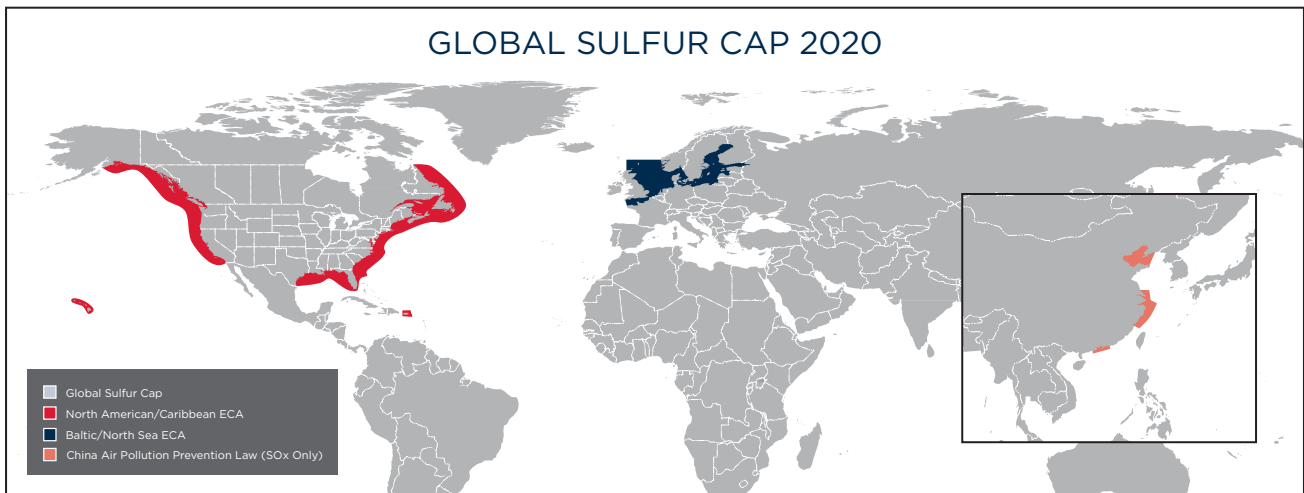 GLOBAL SULFUR CAP 2020
Global Sulfur Cap
North American/Caribbean ECA
Baltic/North Sea ECA
China Air Pollution Prevention Law (SOx Only)